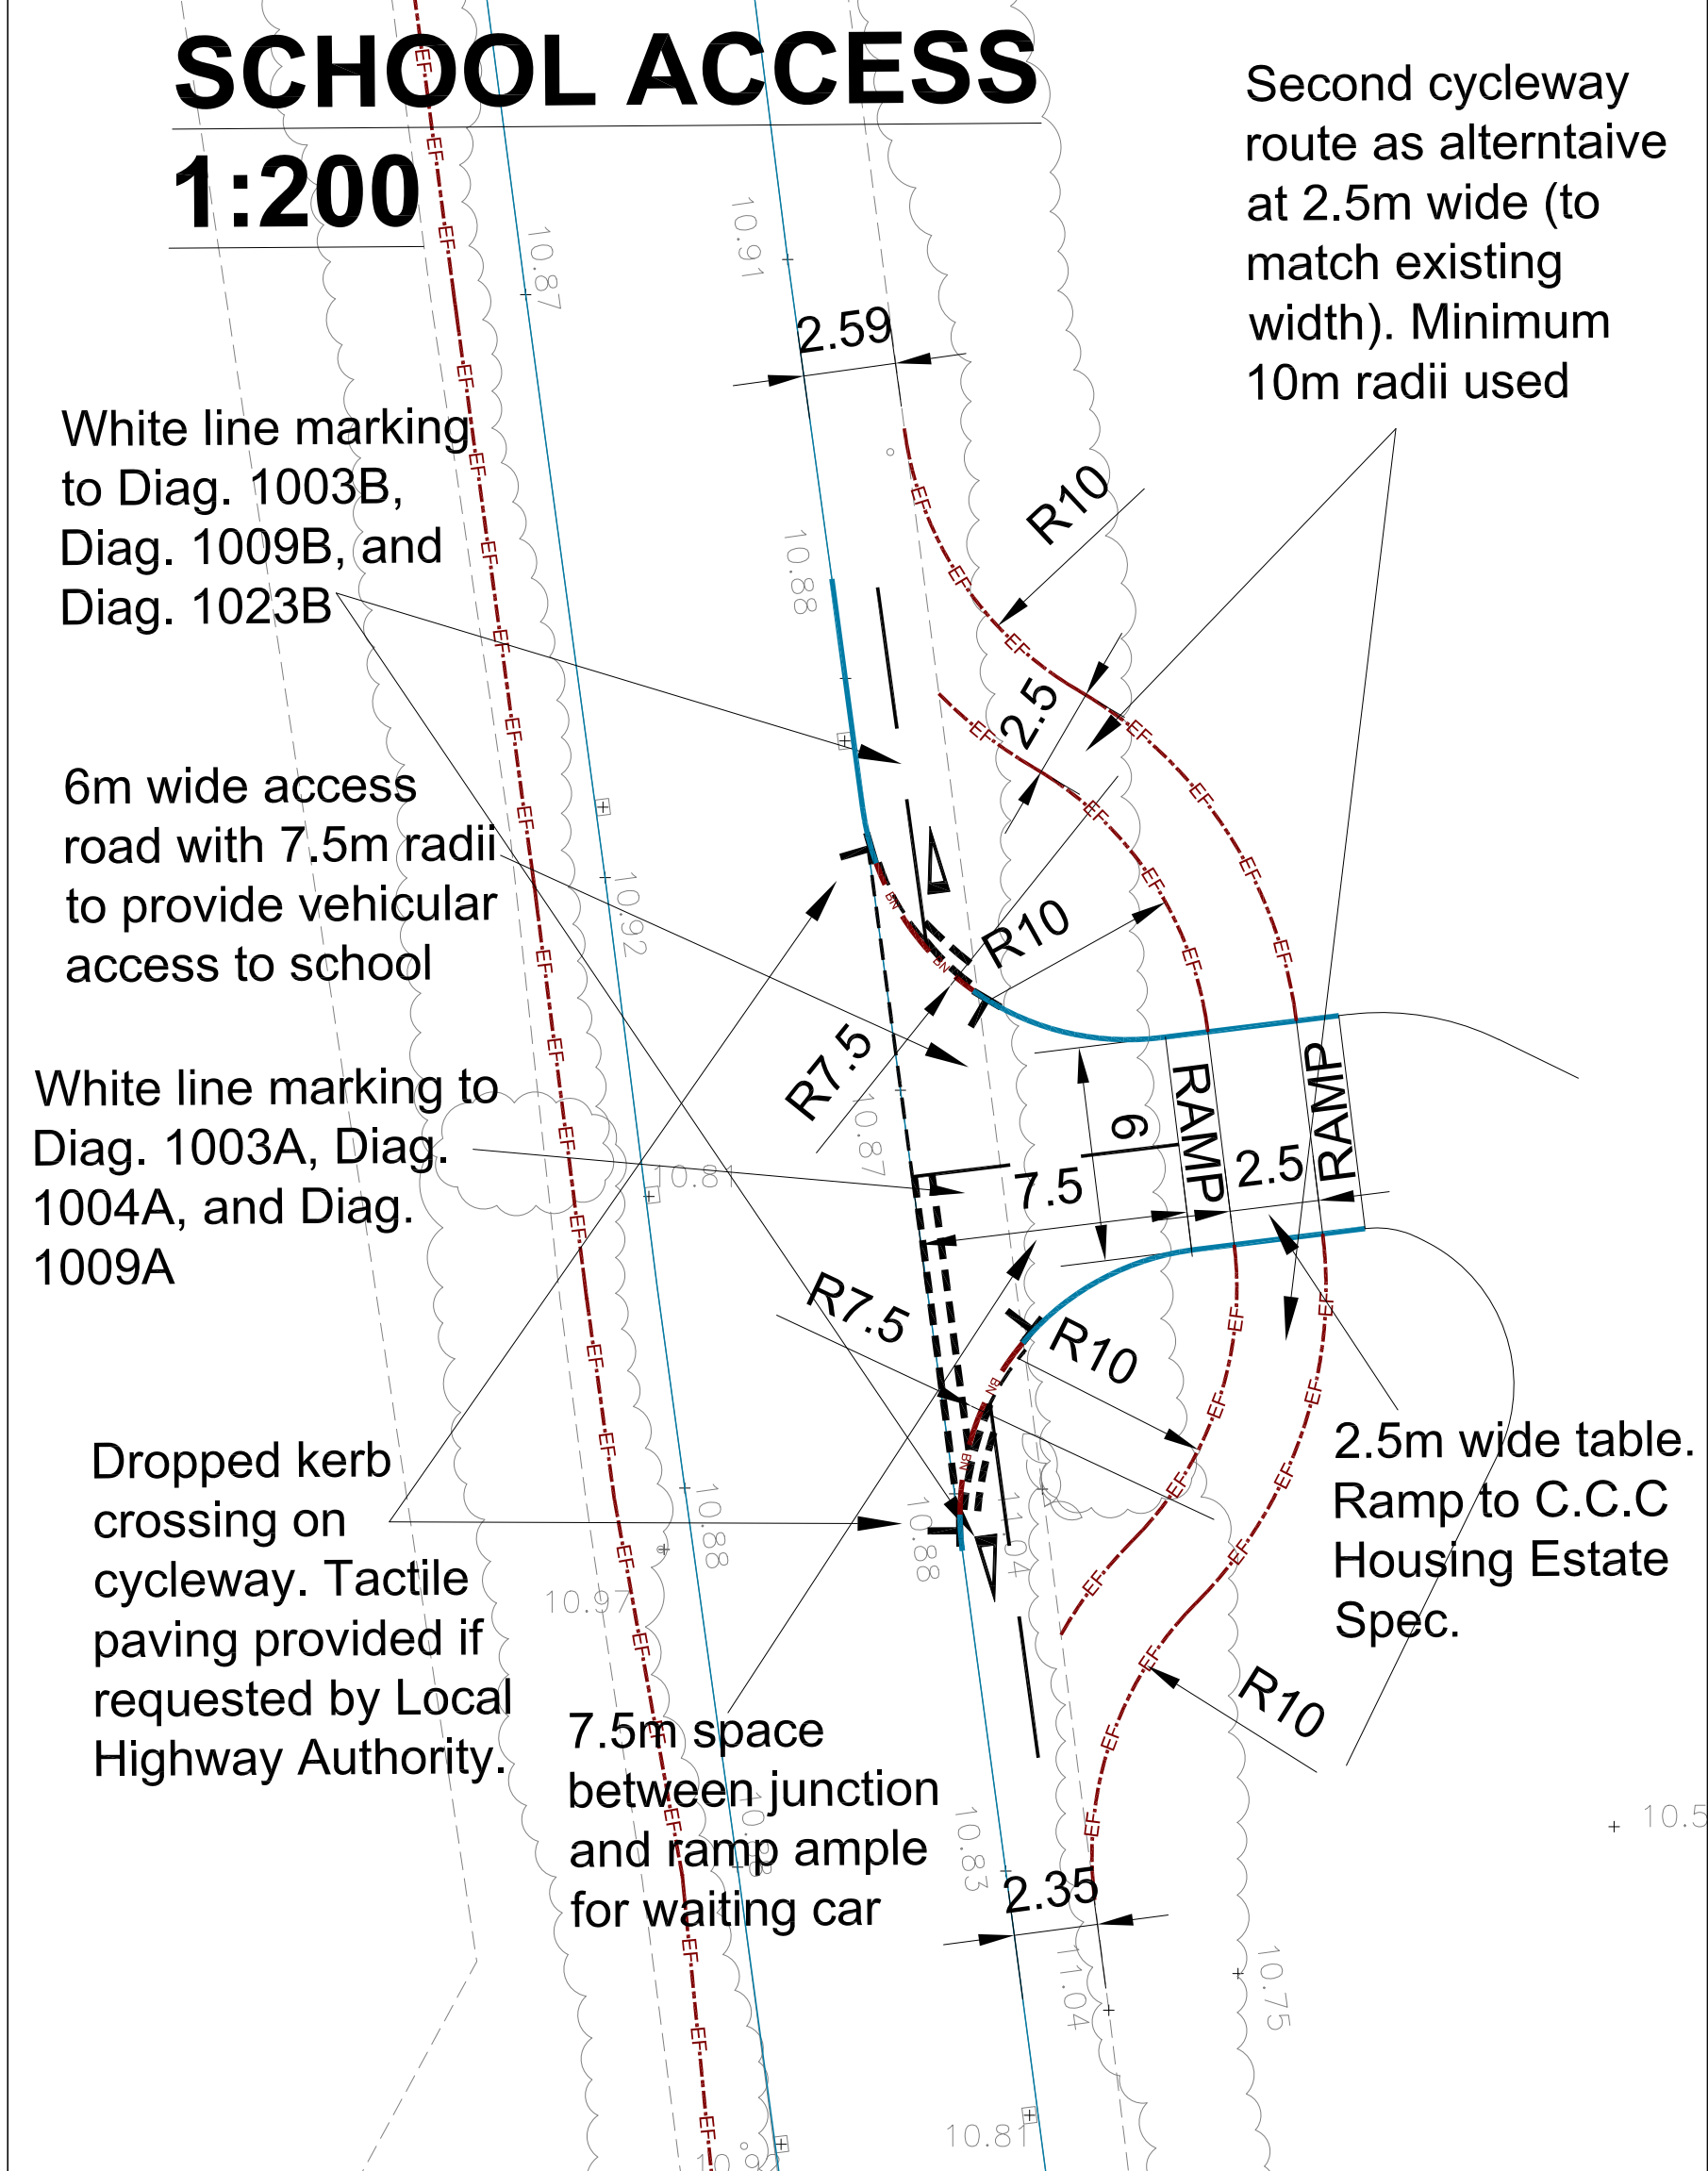 SCHOOL ACCESS
1:200
Second cycleway
route as alterntaive
at 2.5m wide (to
match existing
width). Minimum
10m radii used
White line marking
to Diag. 1003B,
Diag. 1009B, and
Diag. 1023B
6m wide access
road with 7.5m radii
to provide vehicular
access to school
White line marking to
Diag. 1003A, Diag.
1004A, and Diag.
1009A
Dropped kerb
crossing on
cycleway. Tactile
paving provided if
requested by Local
Highway Authority.
7.5m space
between junction
and ramp ample
for waiting car
2.5m wide table.
Ramp to C.C.C
Housing Estate
Spec.
2.59
R10
2.5
R10
R7.5
6
RAMP
RAMP
7.5
2.5
R7.5
R10
R10
2.35
10.87
10.91
10.88
10.92
10.87
10.81
10.88
10.97
10.88
11.04
10.83
11.04
10.75
10.81
10.5
EF
BN